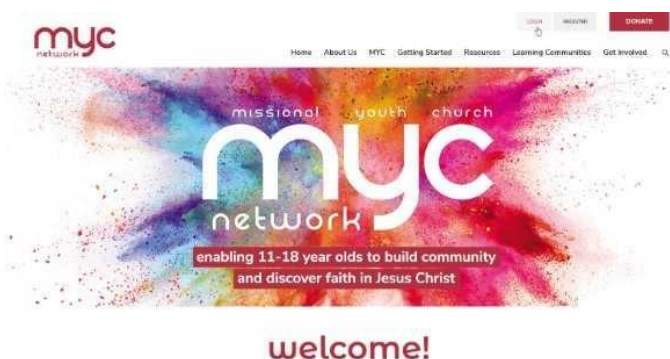 LOGIN
REGISTER
DONATE
myc
network
Home About Us MYC Getting Started Resources Learning Communities Get Involved
missional youth church
myc
network
enabling 11-18 year olds to build community
and discover faith in Jesus Christ
welcome!